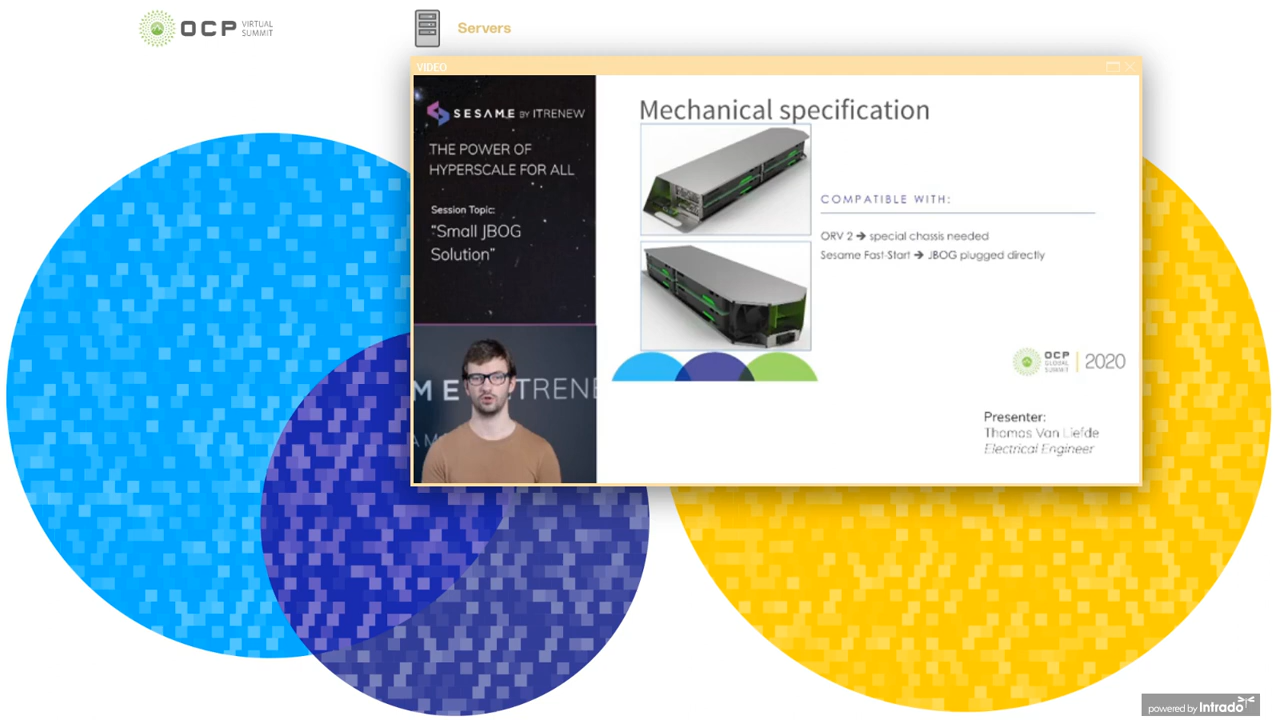 OCP VIRTUAL SUMMIT
Servers
VIDEO
SESAME BY ITRENEW
THE POWER OF
HYPERSCALE FOR ALL
Session Topic:
"Small JBOG
Solution"
ME ITRENE
A M
Mechanical specification
COMPATIBLE WITH:
ORV 2 ➔ special chassis needed
Sesame Fast-Start ➔ JBOG plugged directly
OCP GLOBAL SUMMIT | 2020
Presenter:
Thomas Van Liefde
Electrical Engineer
powered by Intrado